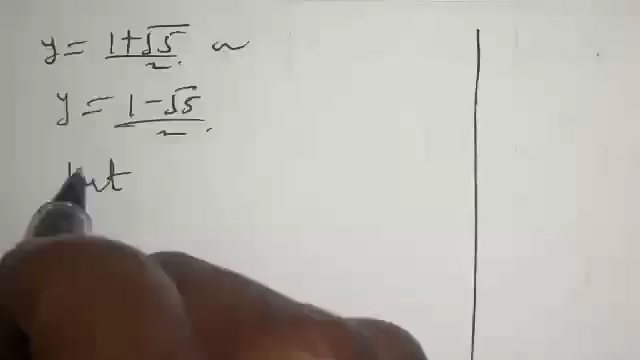 y = (1+√5)/2 or
y = (1-√5)/2.
but